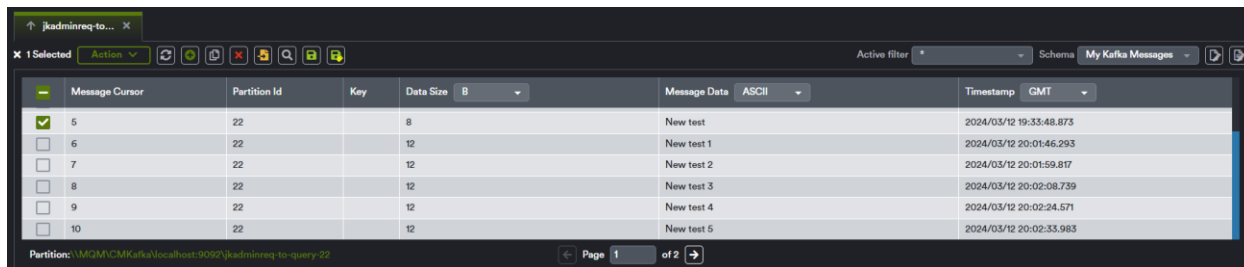 jkadminreq-to... ×
1 Selected Action Active filter * Schema My Kafka Messages
Message Cursor Partition Id Key Data Size B Message Data ASCII Timestamp GMT
5 22 8 New test 2024/03/12 19:33:48.873
6 22 12 New test 1 2024/03/12 20:01:46.293
7 22 12 New test 2 2024/03/12 20:01:59.817
8 22 12 New test 3 2024/03/12 20:02:08.739
9 22 12 New test 4 2024/03/12 20:02:24.571
10 22 12 New test 5 2024/03/12 20:02:33.983
Partition:\\MQM\CMKafka\localhost:9092\jkadminreq-to-query-22 Page 1 of 2